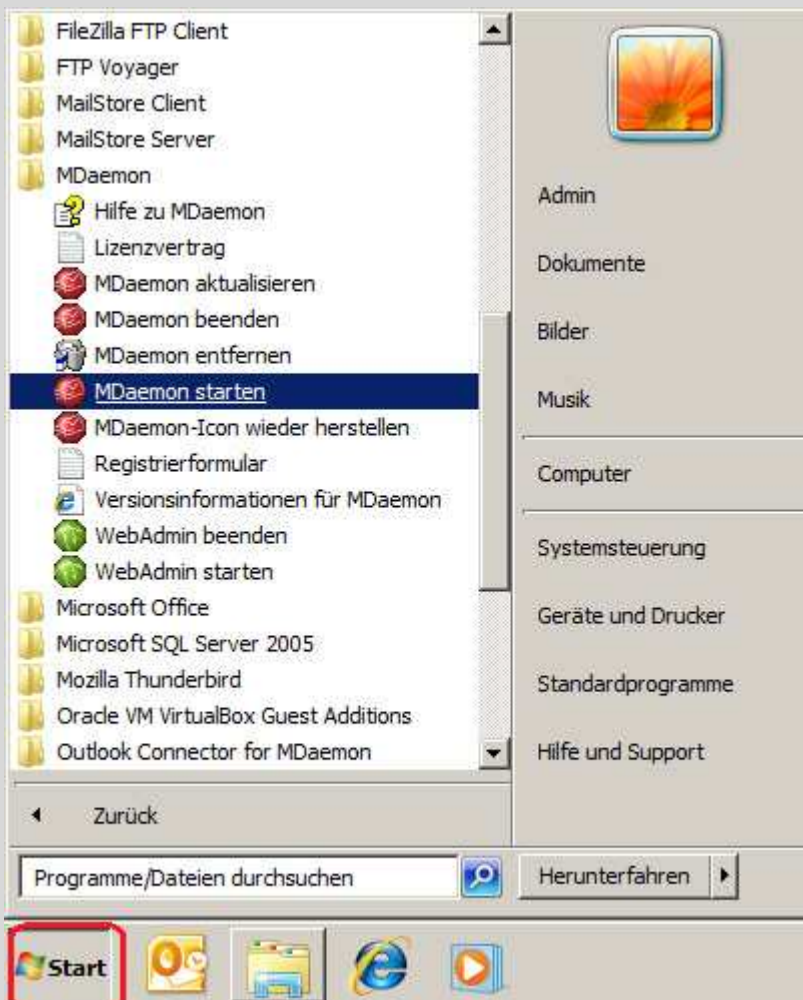 FileZilla FTP Client
FTP Voyager
MailStore Client
MailStore Server
MDaemon
Hilfe zu MDaemon
Lizenzvertrag
MDaemon aktualisieren
MDaemon beenden
MDaemon entfernen
MDaemon starten
MDaemon-Icon wieder herstellen
Registrierformular
Versionsinformationen für MDaemon
WebAdmin beenden
WebAdmin starten
Microsoft Office
Microsoft SQL Server 2005
Mozilla Thunderbird
Oracle VM VirtualBox Guest Additions
Outlook Connector for MDaemon
Zurück
Programme/Dateien durchsuchen
Admin
Dokumente
Bilder
Musik
Computer
Systemsteuerung
Geräte und Drucker
Standardprogramme
Hilfe und Support
Herunterfahren
Start